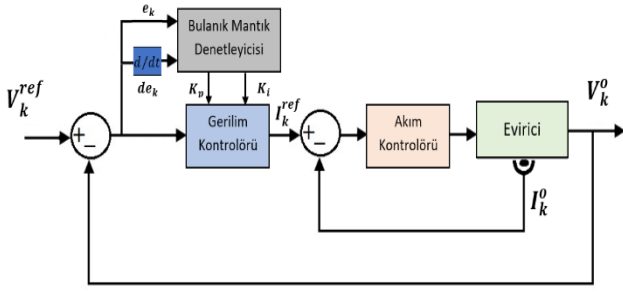 e_k
Bulanık Mantık
Denetleyicisi
d/dt
de_k
K_p
K_i
V_k^{ref}
+
−
Gerilim
Kontrolörü
I_k^{ref}
+
−
Akım
Kontrolörü
Evirici
V_k^o
I_k^o